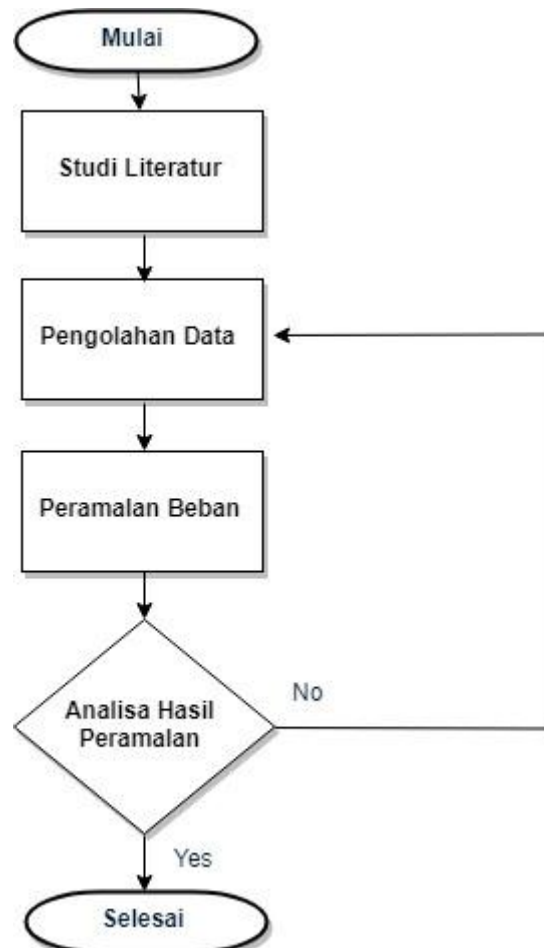 Mulai
Studi Literatur
Pengolahan Data
Peramalan Beban
Analisa Hasil
Peramalan
No
Yes
Selesai